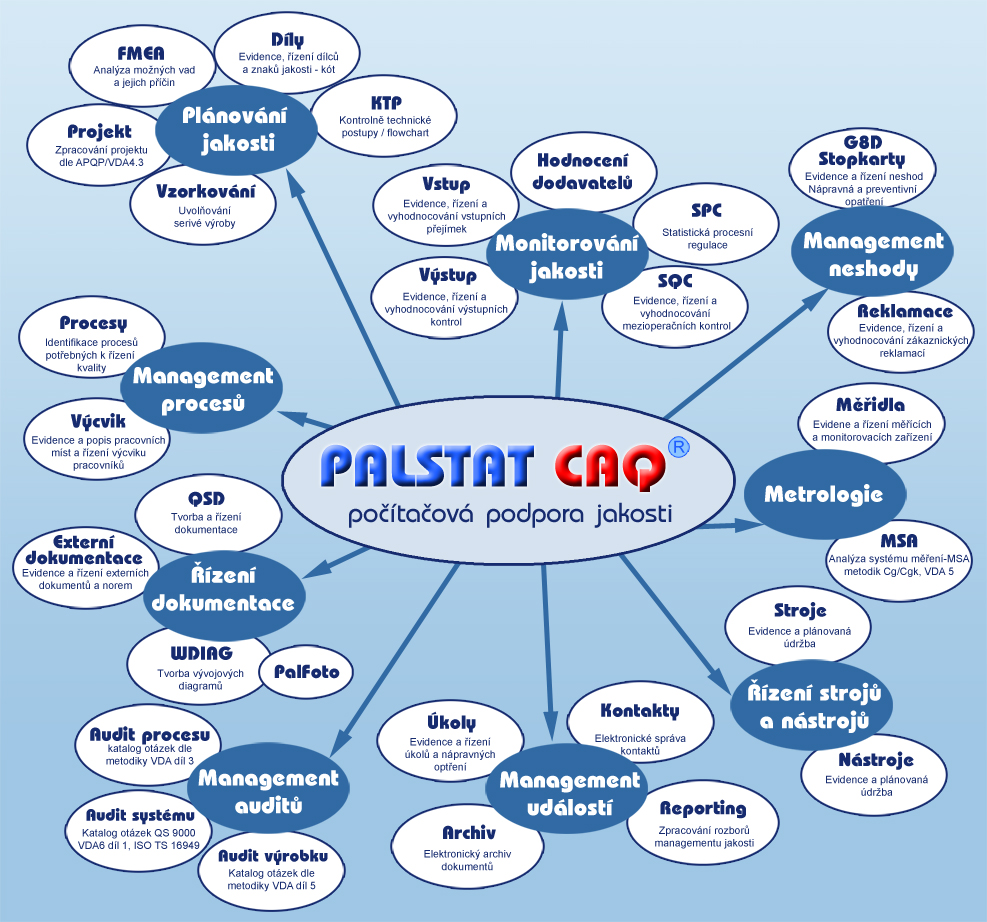 FMEA
Analýza možných vad
a jejich příčin
Díly
Evidence, řízení dílců
a znaků jakosti - kót
KTP
Kontrolně technické
postupy / flowchart
Projekt
Zpracování projektu
dle APQP/VDA4.3
Plánování
jakosti
Vzorkování
Uvolňování
serivé výroby
Vstup
Evidence, řízení a
vyhodnocování vstupních
přejímek
Hodnocení
dodavatelů
SPC
Statistická procesní
regulace
Monitorování
jakosti
Výstup
Evidence, řízení a
vyhodnocování výstupních
kontrol
SQC
Evidence, řízení a
vyhodnocování
mezioperačních kontrol
G8D
Stopkarty
Evidence a řízení neshod
Nápravná a preventivní
opatření
Management
neshody
Reklamace
Evidence, řízení a
vyhodnocování zákaznických
reklamací
Procesy
Identifikace procesů
potřebných k řízení
kvality
Management
procesů
Výcvik
Evidence a popis pracovních
míst a řízení výcviku
pracovníků
PALSTAT CAQ ®
počítačová podpora jakosti
Měřidla
Evidene a řízení měřících
a monitorovacích zařízení
Metrologie
MSA
Analýza systému měření-MSA
metodik Cg/Cgk, VDA 5
QSD
Tvorba a řízení
dokumentace
Externí
dokumentace
Evidence a řízení externích
dokumentů a norem
Řízení
dokumentace
WDIAG
Tvorba vývojových
diagramů
PalFoto
Stroje
Evidence a plánovaná
údržba
Řízení strojů
a nástrojů
Nástroje
Evidence a plánovaná
údržba
Audit procesu
katalog otázek dle
metodiky VDA díl 3
Management
auditů
Audit systému
Katalog otázek QS 9000
VDA6 díl 1, ISO TS 16949
Audit výrobku
Katalog otázek dle
metodiky VDA díl 5
Úkoly
Evidence a řízení
úkolů a nápravných
optření
Kontakty
Elektronické správa
kontaktů
Management
událostí
Archiv
Elektronický archiv
dokumentů
Reporting
Zpracování rozborů
managementu jakosti